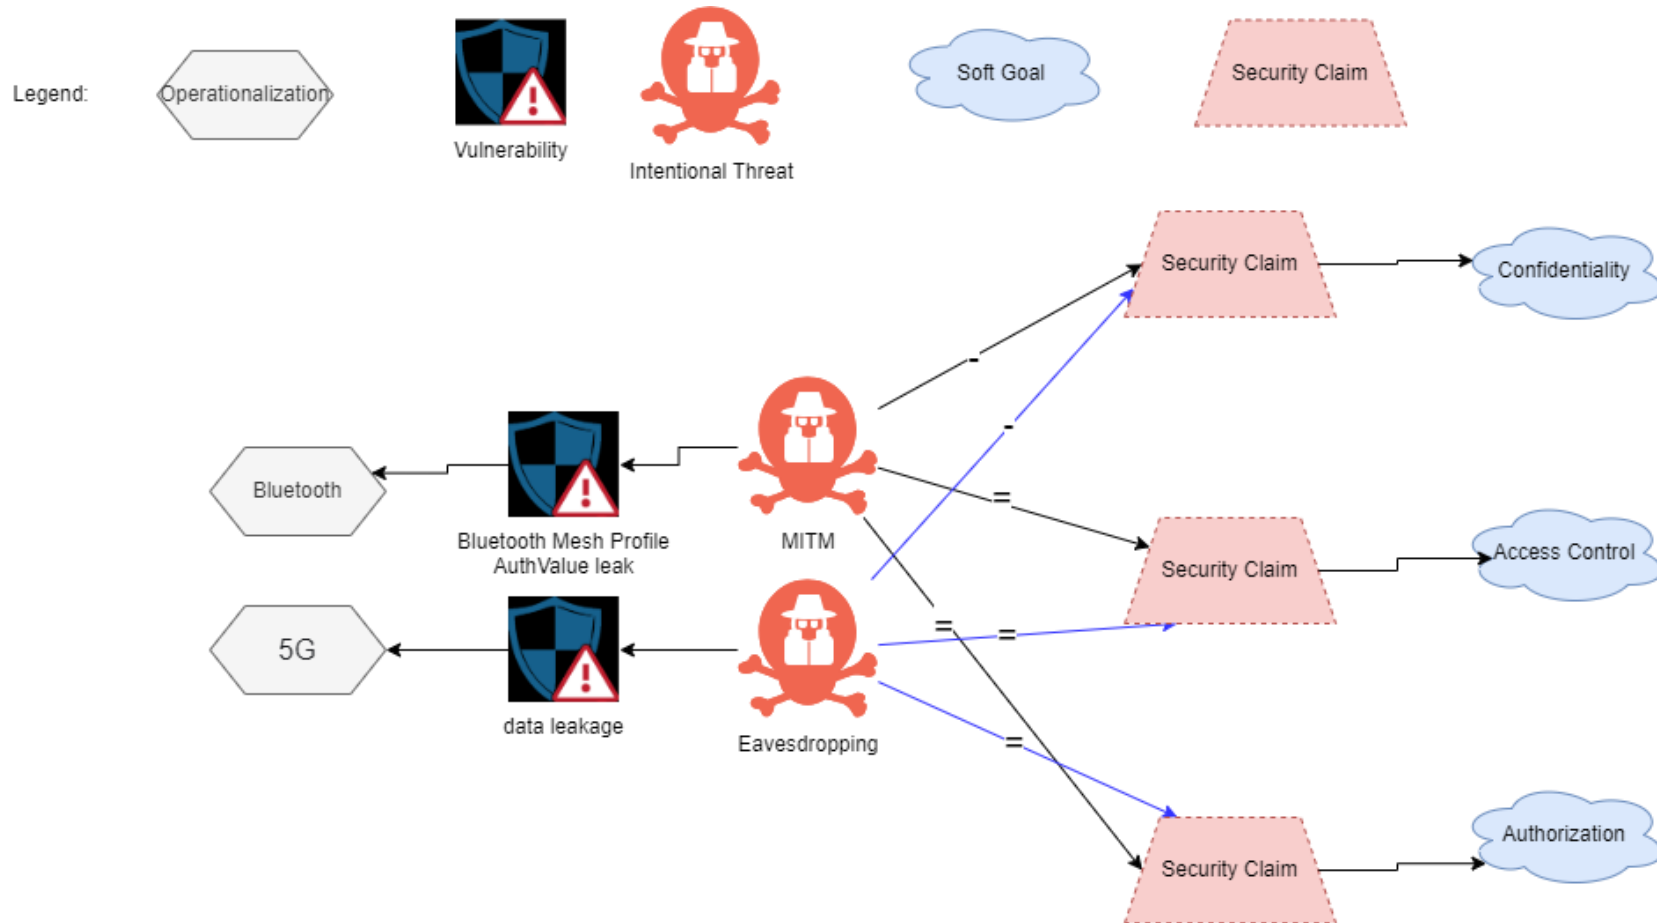 Legend:
Operationalization
Vulnerability
Intentional Threat
Soft Goal
Security Claim
Security Claim
Confidentiality
-
-
Bluetooth
Bluetooth Mesh Profile
AuthValue leak
MITM
=
Security Claim
Access Control
5G
data leakage
Eavesdropping
=
=
=
Security Claim
Authorization